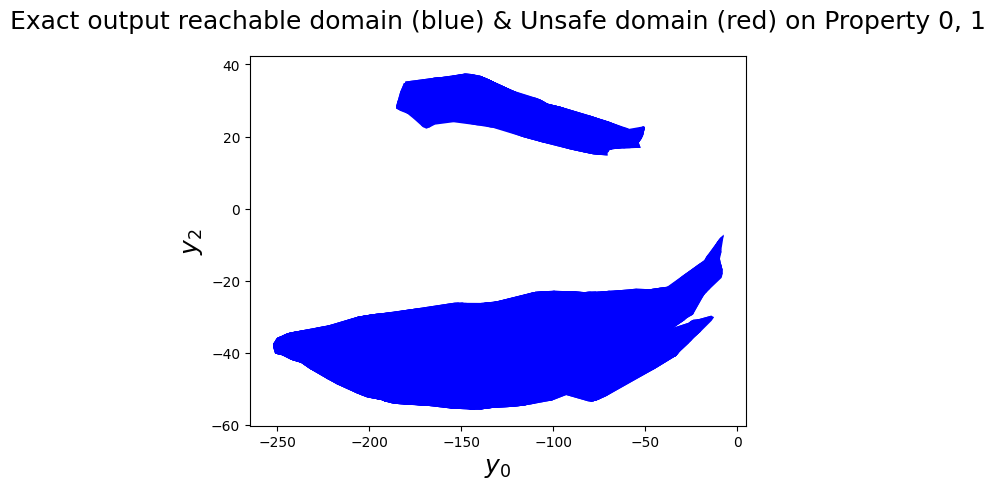 Exact output reachable domain (blue) & Unsafe domain (red) on Property 0, 1
40
20
0
−20
−40
−60
y₂
−250 −200 −150 −100 −50 0
y₀